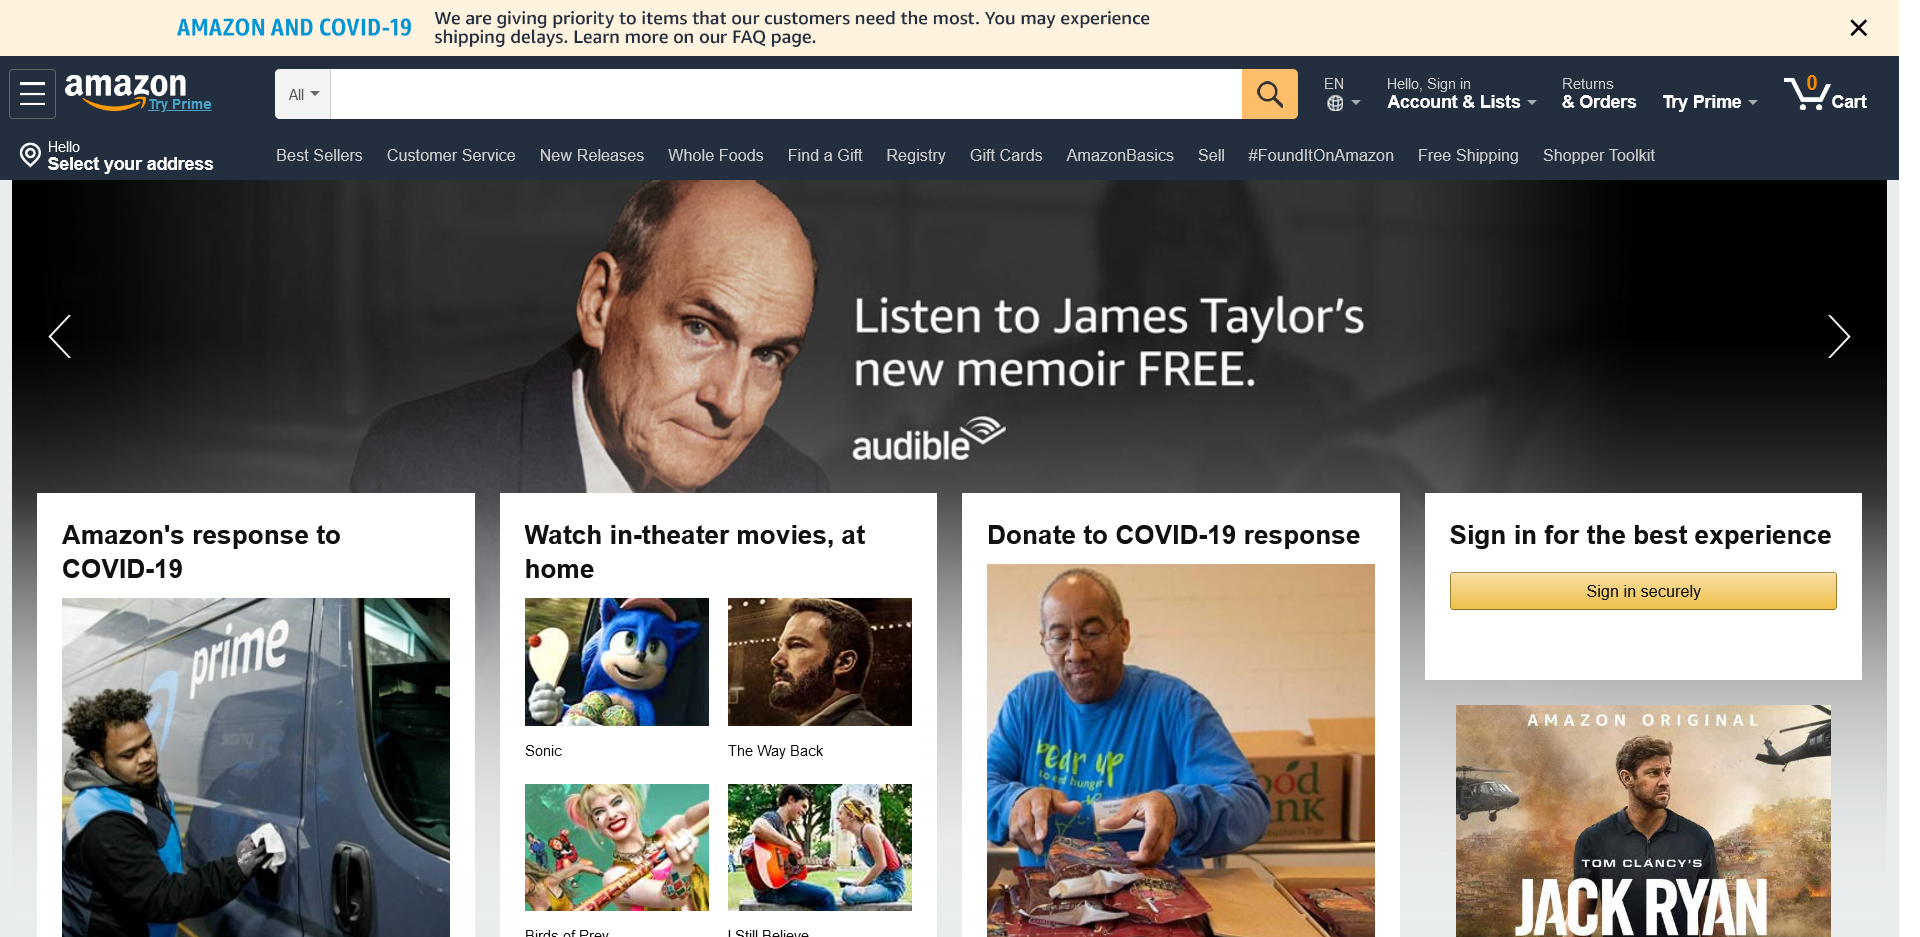 AMAZON AND COVID-19
We are giving priority to items that our customers need the most. You may experience
shipping delays. Learn more on our FAQ page.
amazon
Try Prime
All
EN
Hello, Sign in
Account & Lists
Returns
& Orders
Try Prime
0
Cart
Hello
Select your address
Best Sellers
Customer Service
New Releases
Whole Foods
Find a Gift
Registry
Gift Cards
AmazonBasics
Sell
#FoundItOnAmazon
Free Shipping
Shopper Toolkit
Listen to James Taylor's
new memoir FREE.
audible
Amazon's response to
COVID-19
prime
Watch in-theater movies, at
home
Sonic
The Way Back
Birds of Prey
I Still Believe
Donate to COVID-19 response
to end hunger
Sign in for the best experience
Sign in securely
AMAZON ORIGINAL
TOM CLANCY'S
JACK RYAN